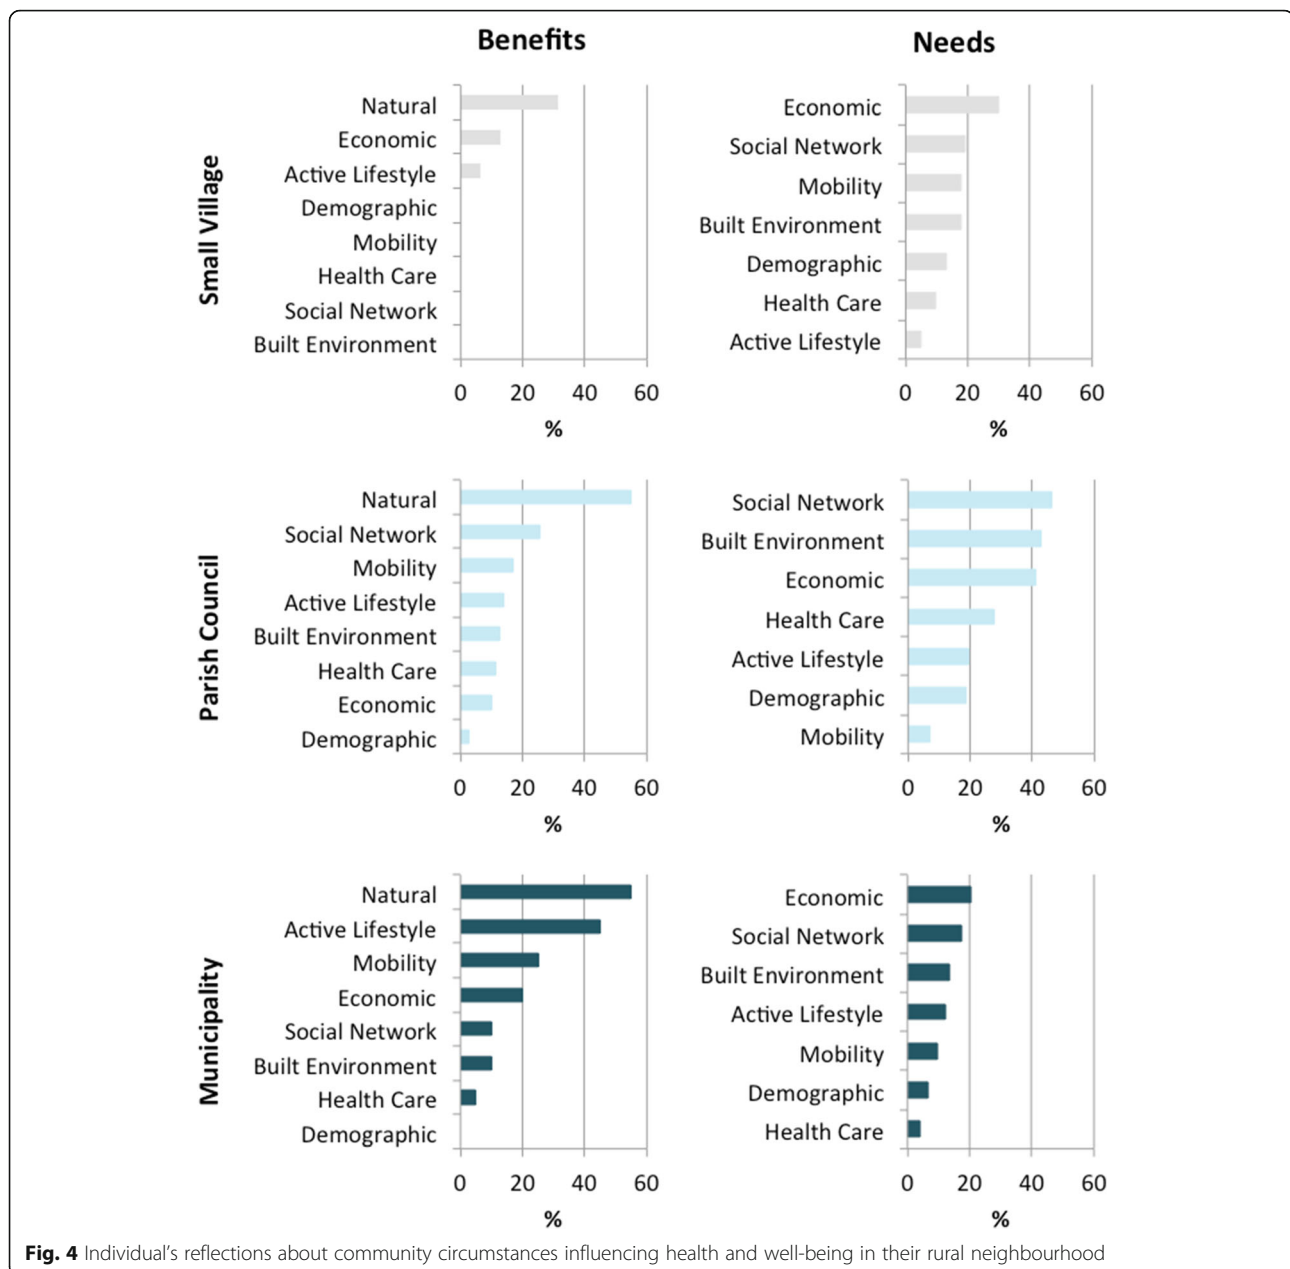 Benefits
Needs
Small Village
Natural
Economic
Active Lifestyle
Demographic
Mobility
Health Care
Social Network
Built Environment
0 20 40 60
%
Economic
Social Network
Mobility
Built Environment
Demographic
Health Care
Active Lifestyle
0 20 40 60
%
Parish Council
Natural
Social Network
Mobility
Active Lifestyle
Built Environment
Health Care
Economic
Demographic
0 20 40 60
%
Social Network
Built Environment
Economic
Health Care
Active Lifestyle
Demographic
Mobility
0 20 40 60
%
Municipality
Natural
Active Lifestyle
Mobility
Economic
Social Network
Built Environment
Health Care
Demographic
0 20 40 60
%
Economic
Social Network
Built Environment
Active Lifestyle
Mobility
Demographic
Health Care
0 20 40 60
%
Fig. 4 Individual's reflections about community circumstances influencing health and well-being in their rural neighbourhood